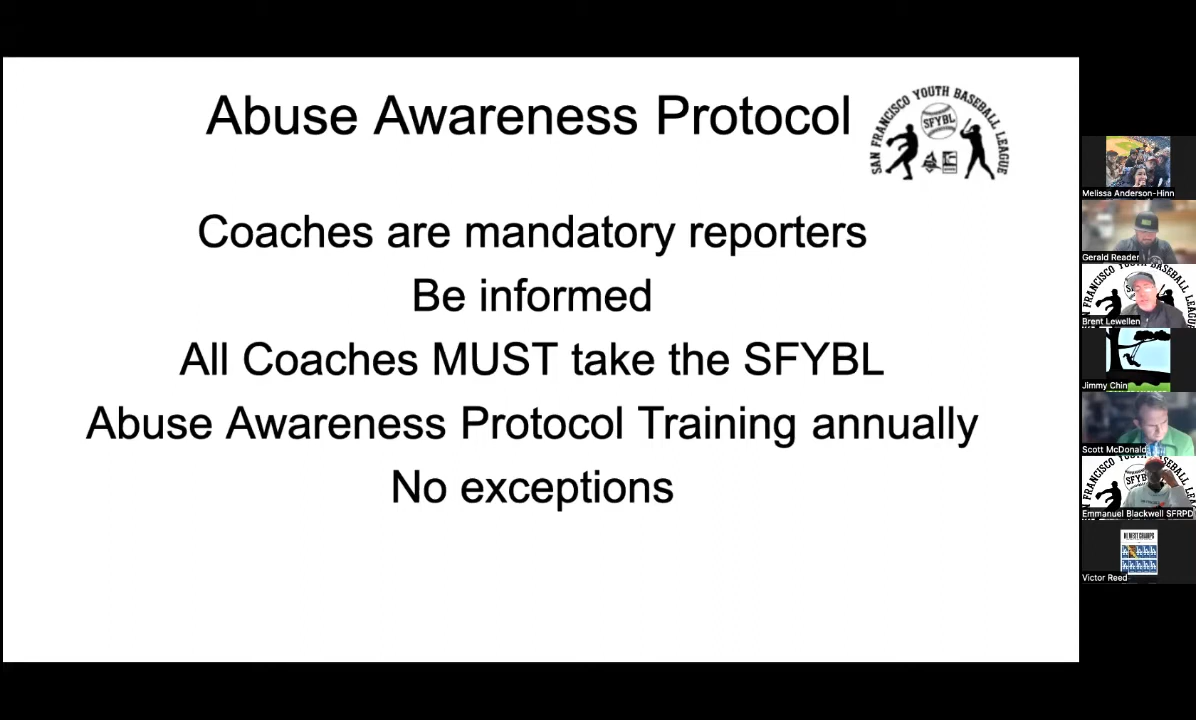 Abuse Awareness Protocol
SAN FRANCISCO YOUTH BASEBALL LEAGUE
SFYBL
Coaches are mandatory reporters
Be informed
All Coaches MUST take the SFYBL
Abuse Awareness Protocol Training annually
No exceptions
Melissa Anderson-Hinn
Gerald Reader
Brent Lewellen
Jimmy Chin
Scott McDonald
Emmanuel Blackwell SFRPD
Victor Reed